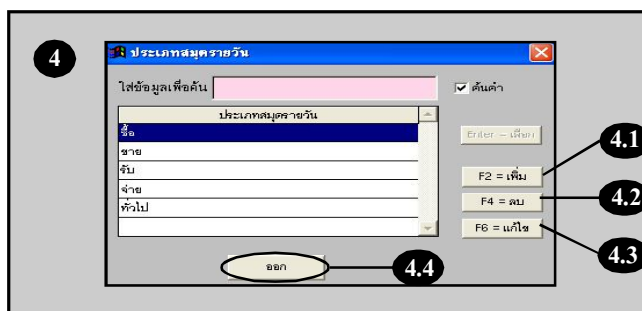 4
ประเภทสมุดรายวัน
ใส่ข้อมูลเพื่อค้น
ค้นคำ
ประเภทสมุดรายวัน
ซื้อ
ขาย
รับ
จ่าย
ทั่วไป
Enter = เลือก
F2 = เพิ่ม
F4 = ลบ
F6 = แก้ไข
ออก
4.1
4.2
4.3
4.4